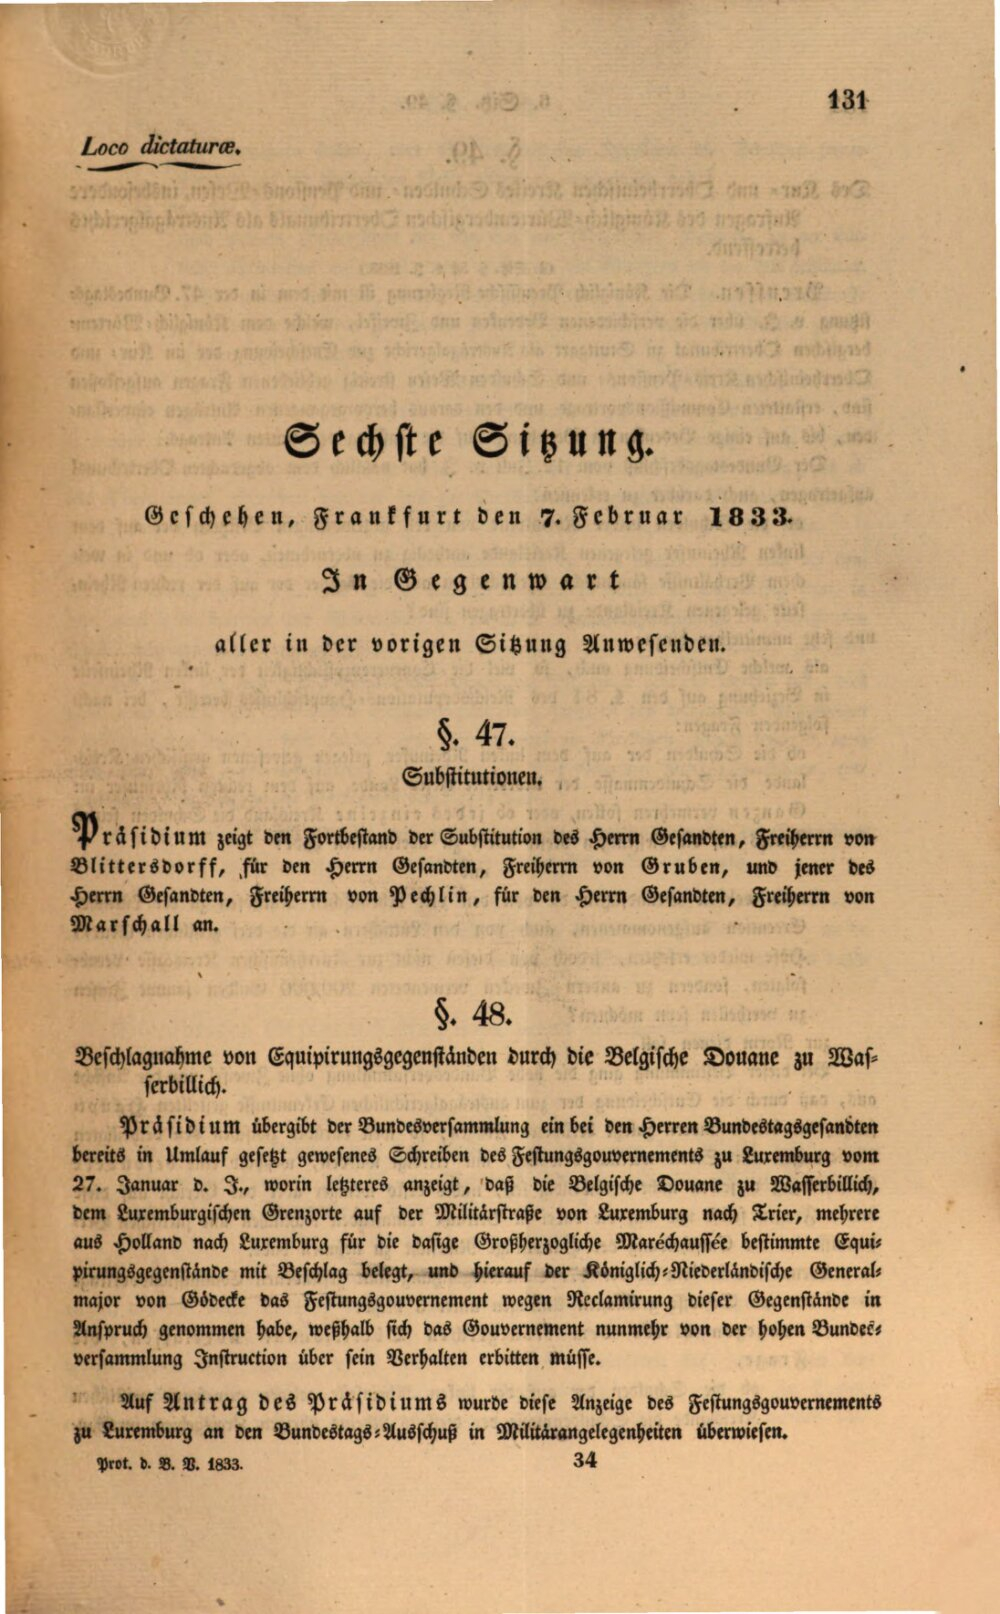 131
Loco dictaturæ.
Sechste Sitzung.
Geschehen, Frankfurt den 7. Februar 1833.
In Gegenwart
aller in der vorigen Sitzung Anwesenden.
§. 47.
Substitutionen.
Präsidium zeigt den Fortbestand der Substitution des Herrn Gesandten, Freiherrn von
Blittersdorff, für den Herrn Gesandten, Freiherrn von Gruben, und jener des
Herrn Gesandten, Freiherrn von Pechlin, für den Herrn Gesandten, Freiherrn von
Marschall an.
§. 48.
Beschlagnahme von Equipirungsgegenständen durch die Belgische Douane zu Was-
serbillich.
Präsidium übergibt der Bundesversammlung ein bei den Herren Bundestagsgesandten
bereits in Umlauf gesetzt gewesenes Schreiben des Festungsgouvernements zu Luxemburg vom
27. Januar d. J., worin letzteres anzeigt, daß die Belgische Douane zu Wasserbillich,
dem Luxemburgischen Grenzorte auf der Militärstraße von Luxemburg nach Trier, mehrere
aus Holland nach Luxemburg für die dasige Großherzogliche Maréchaussée bestimmte Equi-
pirungsgegenstände mit Beschlag belegt, und hierauf der Königlich-Niederländische General-
major von Gödecke das Festungsgouvernement wegen Reclamirung dieser Gegenstände in
Anspruch genommen habe, weßhalb sich das Gouvernement nunmehr von der hohen Bundes-
versammlung Instruction über sein Verhalten erbitten müsse.
Auf Antrag des Präsidiums wurde diese Anzeige des Festungsgouvernements
zu Luxemburg an den Bundestags-Ausschuß in Militärangelegenheiten überwiesen.
Prot. d. B. V. 1833. 34